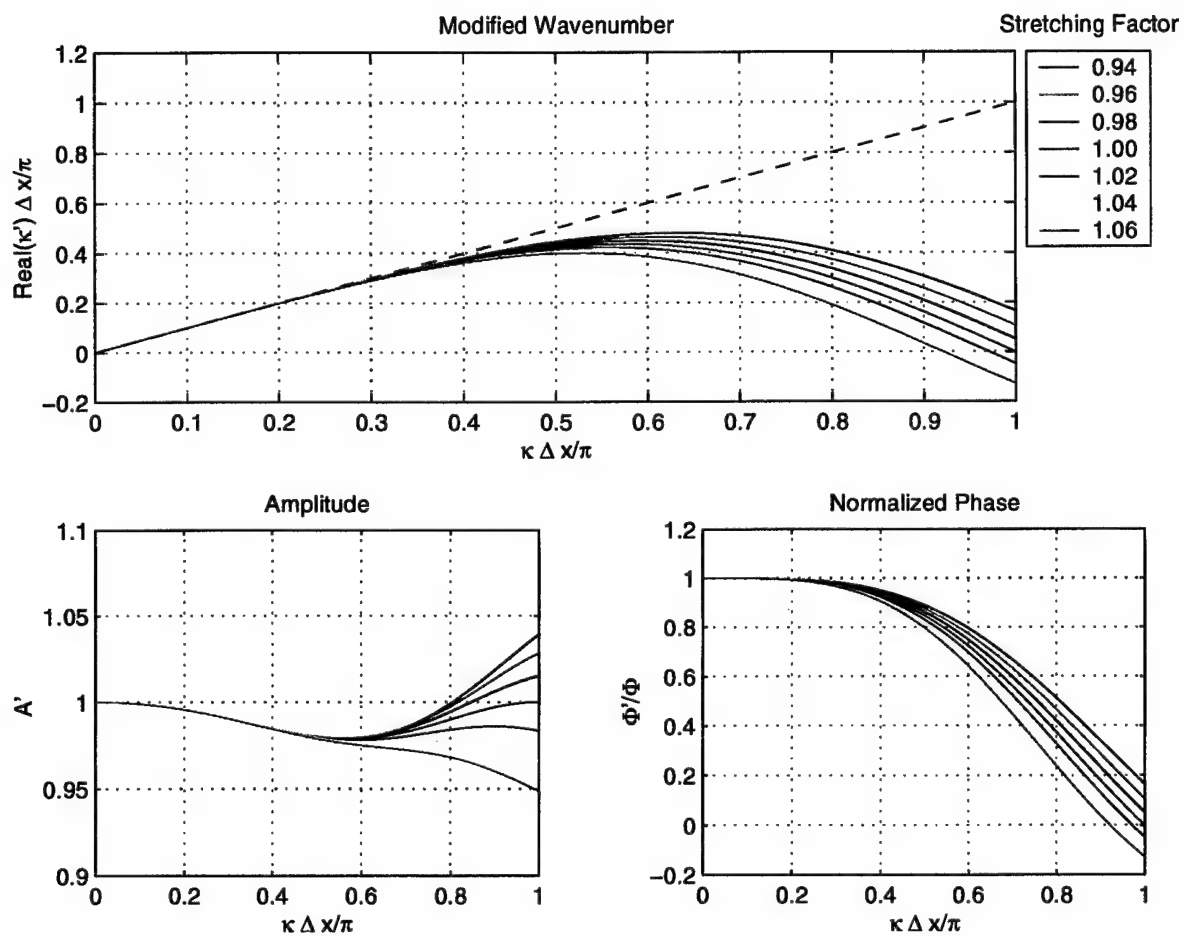 Modified Wavenumber
Stretching Factor
0.94
0.96
0.98
1.00
1.02
1.04
1.06
1.2
1
0.8
0.6
0.4
0.2
0
−0.2
Real(κ') Δ x/π
0 0.1 0.2 0.3 0.4 0.5 0.6 0.7 0.8 0.9 1
κ Δ x/π
Amplitude
1.1
1.05
1
0.95
0.9
A'
0 0.2 0.4 0.6 0.8 1
κ Δ x/π
Normalized Phase
1.2
1
0.8
0.6
0.4
0.2
0
−0.2
Φ'/Φ
0 0.2 0.4 0.6 0.8 1
κ Δ x/π